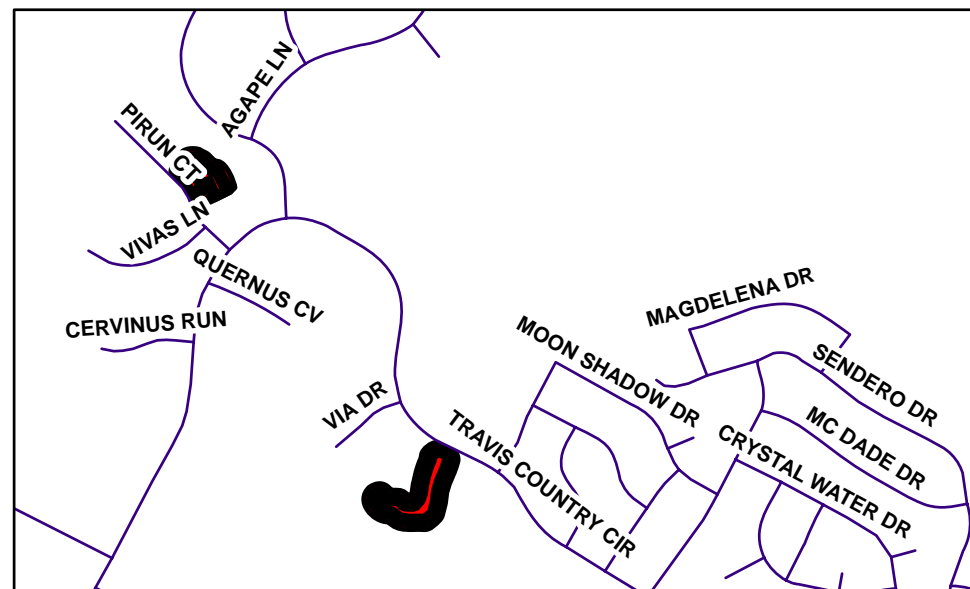 AGAPE LN
PIRUN CT
VIVAS LN
QUERNUS CV
CERVINUS RUN
MAGDELENA DR
MOON SHADOW DR
SENDERO DR
VIA DR
TRAVIS COUNTRY CIR
MC DADE DR
CRYSTAL WATER DR